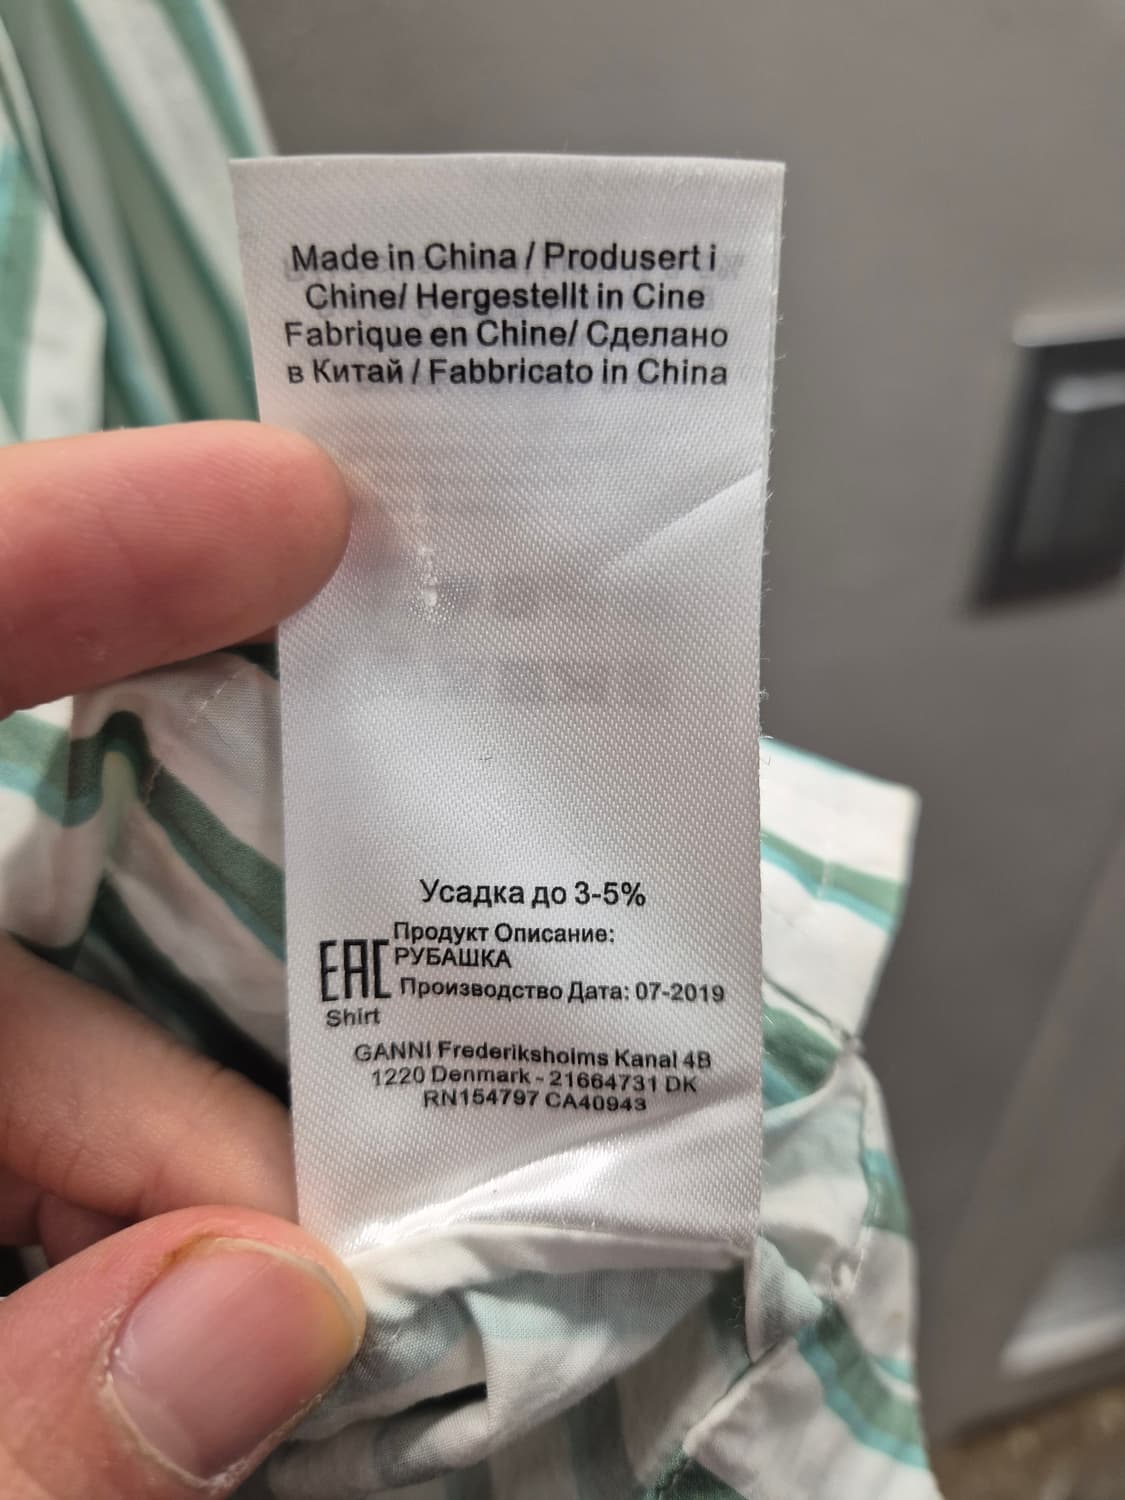 Made in China / Produsert i
Chine/ Hergestellt in Cine
Fabrique en Chine/ Сделано
в Китай / Fabbricato in China
Усадка до 3-5%
Продукт Описание:
EAC РУБАШКА
Производство Дата: 07-2019
Shirt
GANNI Frederiksholms Kanal 4B
1220 Denmark - 21664731 DK
RN154797 CA40943